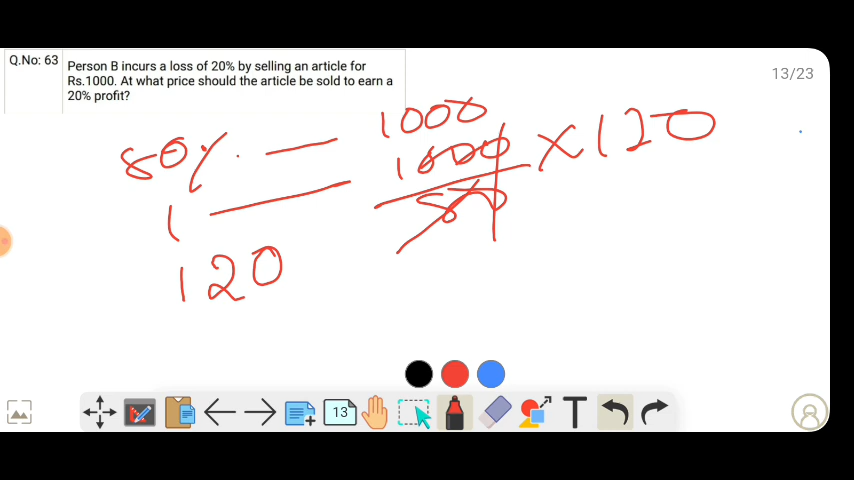 Q.No: 63
Person B incurs a loss of 20% by selling an article for
Rs.1000. At what price should the article be sold to earn a
20% profit?
13/23
80% — 1000
1 — 1000/80 × 120
120
13
T